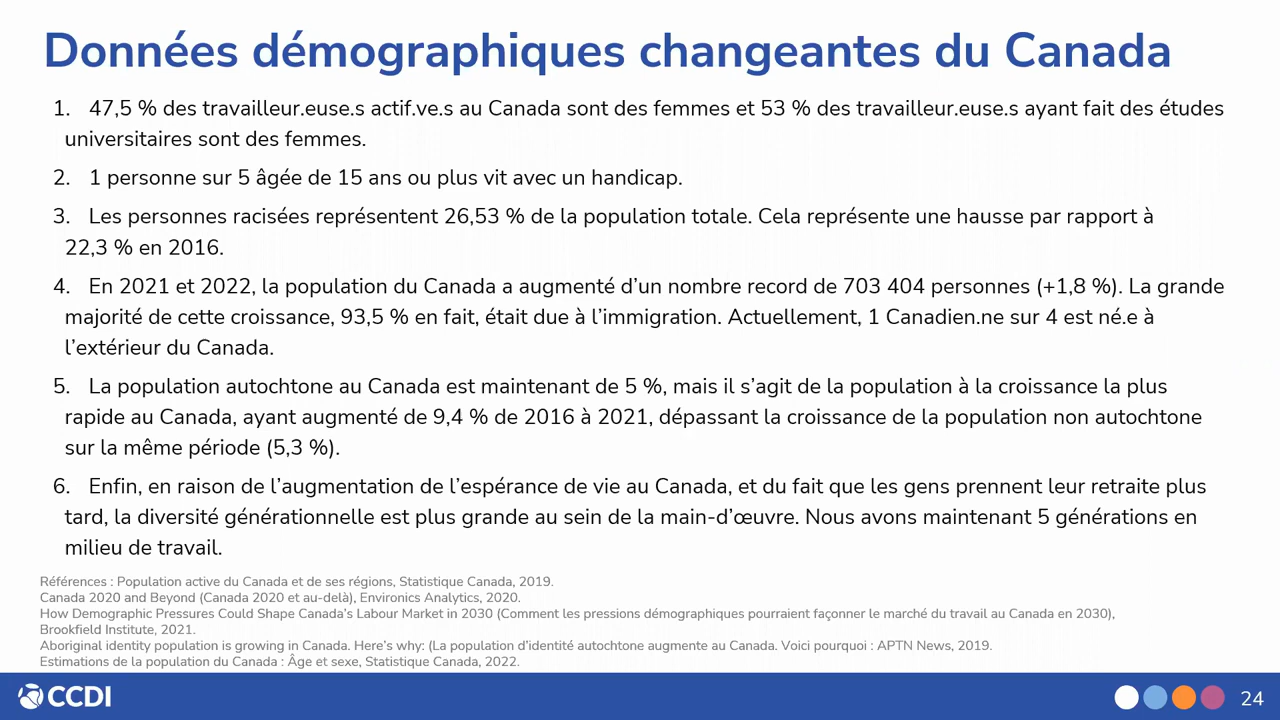 Données démographiques changeantes du Canada
1. 47,5 % des travailleur.euse.s actif.ve.s au Canada sont des femmes et 53 % des travailleur.euse.s ayant fait des études
universitaires sont des femmes.
2. 1 personne sur 5 âgée de 15 ans ou plus vit avec un handicap.
3. Les personnes racisées représentent 26,53 % de la population totale. Cela représente une hausse par rapport à
22,3 % en 2016.
4. En 2021 et 2022, la population du Canada a augmenté d’un nombre record de 703 404 personnes (+1,8 %). La grande
majorité de cette croissance, 93,5 % en fait, était due à l’immigration. Actuellement, 1 Canadien.ne sur 4 est né.e à
l’extérieur du Canada.
5. La population autochtone au Canada est maintenant de 5 %, mais il s’agit de la population à la croissance la plus
rapide au Canada, ayant augmenté de 9,4 % de 2016 à 2021, dépassant la croissance de la population non autochtone
sur la même période (5,3 %).
6. Enfin, en raison de l’augmentation de l’espérance de vie au Canada, et du fait que les gens prennent leur retraite plus
tard, la diversité générationnelle est plus grande au sein de la main-d’œuvre. Nous avons maintenant 5 générations en
milieu de travail.
Références : Population active du Canada et de ses régions, Statistique Canada, 2019.
Canada 2020 and Beyond (Canada 2020 et au-delà), Environics Analytics, 2020.
How Demographic Pressures Could Shape Canada’s Labour Market in 2030 (Comment les pressions démographiques pourraient façonner le marché du travail au Canada en 2030),
Brookfield Institute, 2021.
Aboriginal identity population is growing in Canada. Here’s why: (La population d’identité autochtone augmente au Canada. Voici pourquoi : APTN News, 2019.
Estimations de la population du Canada : Âge et sexe, Statistique Canada, 2022.
CCDI
24